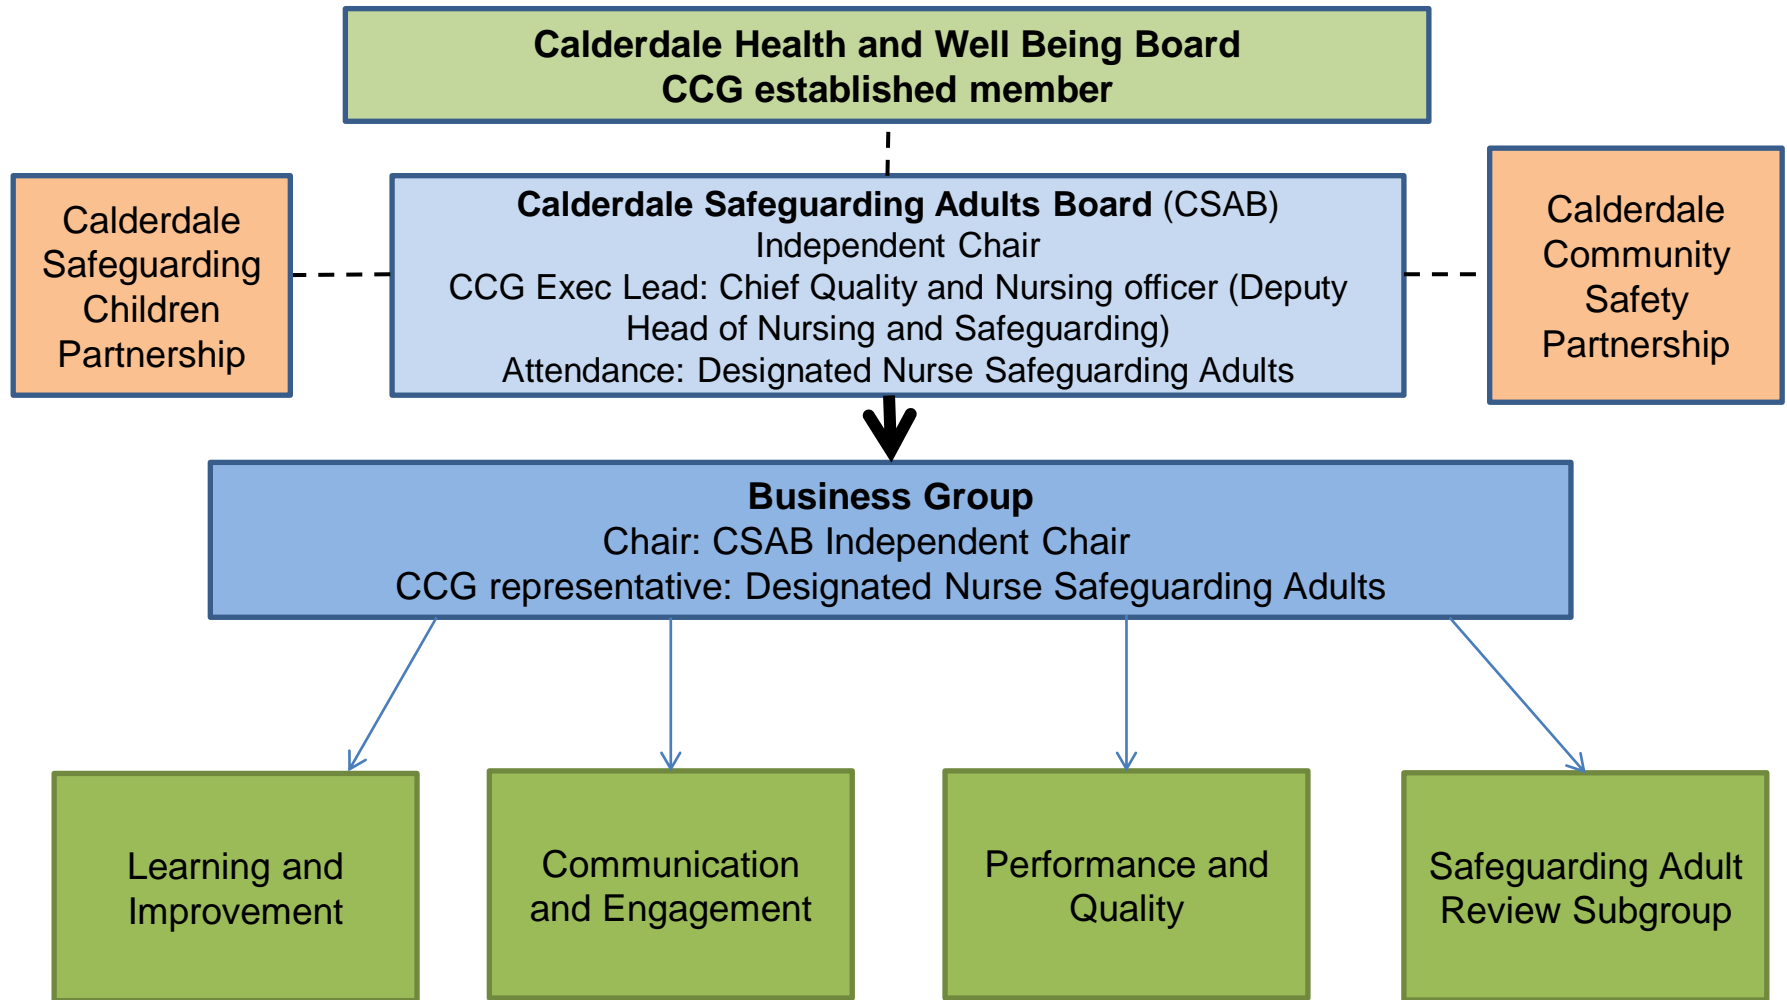 Calderdale Health and Well Being Board
CCG established member
Calderdale
Safeguarding
Children
Partnership
Calderdale Safeguarding Adults Board (CSAB)
Independent Chair
CCG Exec Lead: Chief Quality and Nursing officer (Deputy
Head of Nursing and Safeguarding)
Attendance: Designated Nurse Safeguarding Adults
Calderdale
Community
Safety
Partnership
Business Group
Chair: CSAB Independent Chair
CCG representative: Designated Nurse Safeguarding Adults
Learning and
Improvement
Communication
and Engagement
Performance and
Quality
Safeguarding Adult
Review Subgroup